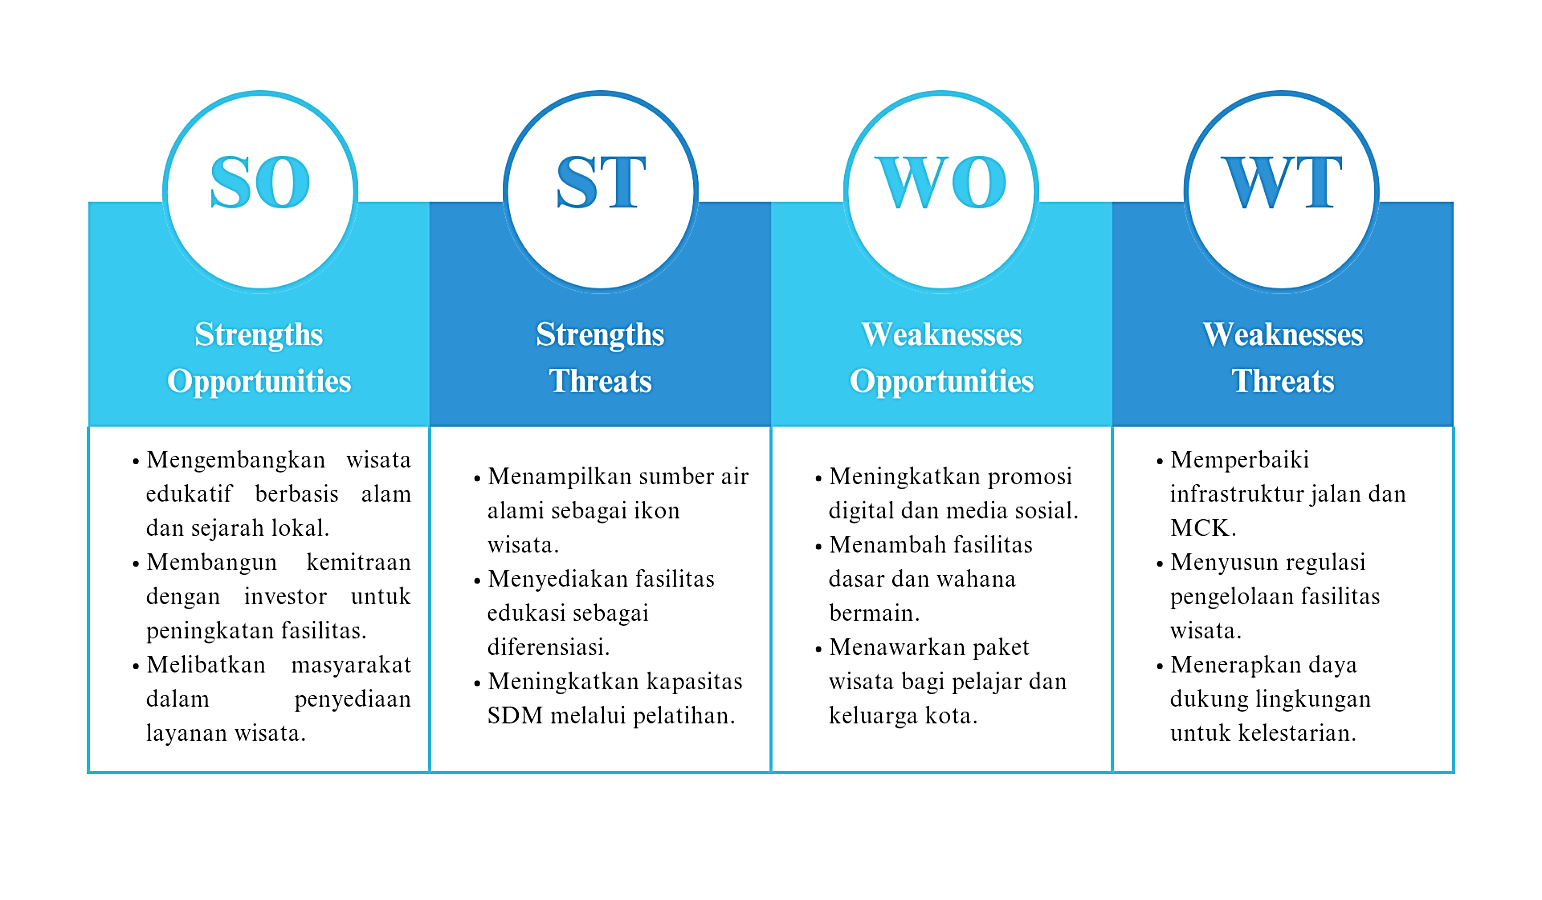 SO
Strengths
Opportunities
• Mengembangkan wisata
edukatif berbasis alam
dan sejarah lokal.
• Membangun kemitraan
dengan investor untuk
peningkatan fasilitas.
• Melibatkan masyarakat
dalam penyediaan
layanan wisata.
ST
Strengths
Threats
• Menampilkan sumber air
alami sebagai ikon
wisata.
• Menyediakan fasilitas
edukasi sebagai
diferensiasi.
• Meningkatkan kapasitas
SDM melalui pelatihan.
WO
Weaknesses
Opportunities
• Meningkatkan promosi
digital dan media sosial.
• Menambah fasilitas
dasar dan wahana
bermain.
• Menawarkan paket
wisata bagi pelajar dan
keluarga kota.
WT
Weaknesses
Threats
• Memperbaiki
infrastruktur jalan dan
MCK.
• Menyusun regulasi
pengelolaan fasilitas
wisata.
• Menerapkan daya
dukung lingkungan
untuk kelestarian.